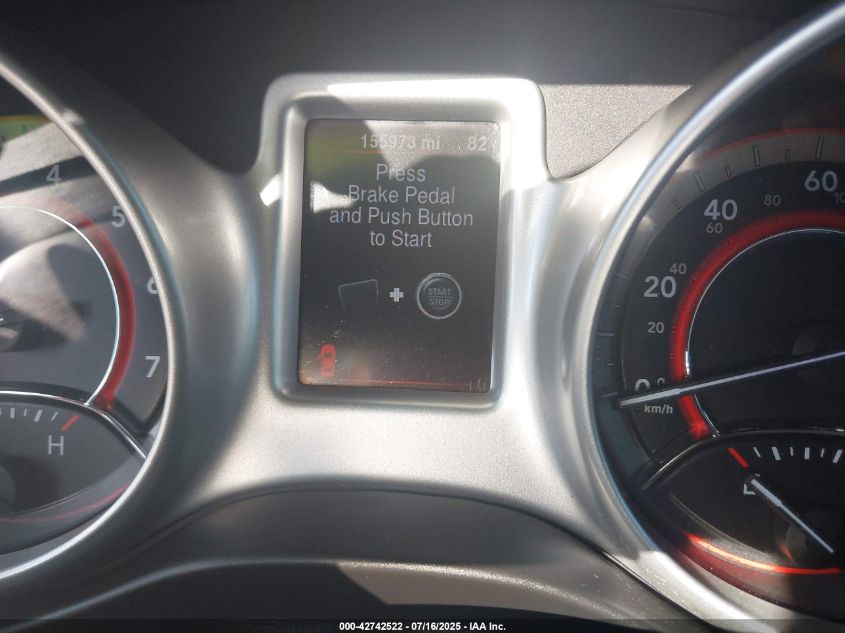 155973 mi 82
Press
Brake Pedal
and Push Button
to Start
START
STOP
4
5
6
7
H
60
40
80
60
20
40
20
0
km/h
000-42742522 | 07/16/2025 - IAA Inc.